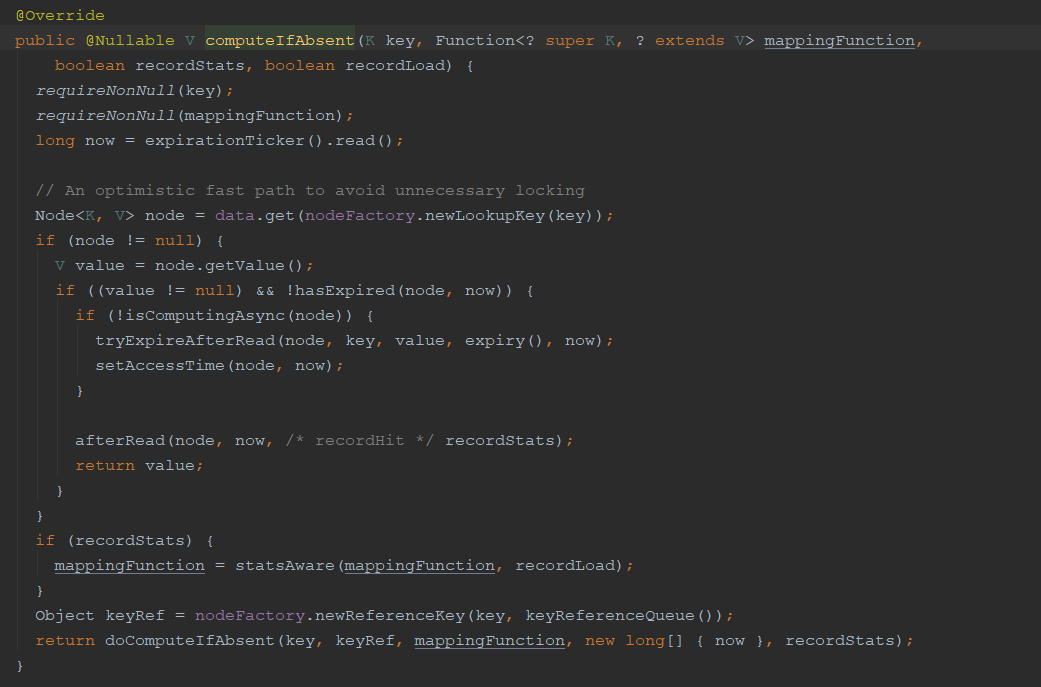 @Override
public @Nullable V computeIfAbsent(K key, Function<? super K, ? extends V> mappingFunction,
    boolean recordStats, boolean recordLoad) {
  requireNonNull(key);
  requireNonNull(mappingFunction);
  long now = expirationTicker().read();

  // An optimistic fast path to avoid unnecessary locking
  Node<K, V> node = data.get(nodeFactory.newLookupKey(key));
  if (node != null) {
    V value = node.getValue();
    if ((value != null) && !hasExpired(node, now)) {
      if (!isComputingAsync(node)) {
        tryExpireAfterRead(node, key, value, expiry(), now);
        setAccessTime(node, now);
      }

      afterRead(node, now, /* recordHit */ recordStats);
      return value;
    }
  }
  if (recordStats) {
    mappingFunction = statsAware(mappingFunction, recordLoad);
  }
  Object keyRef = nodeFactory.newReferenceKey(key, keyReferenceQueue());
  return doComputeIfAbsent(key, keyRef, mappingFunction, new long[] { now }, recordStats);
}